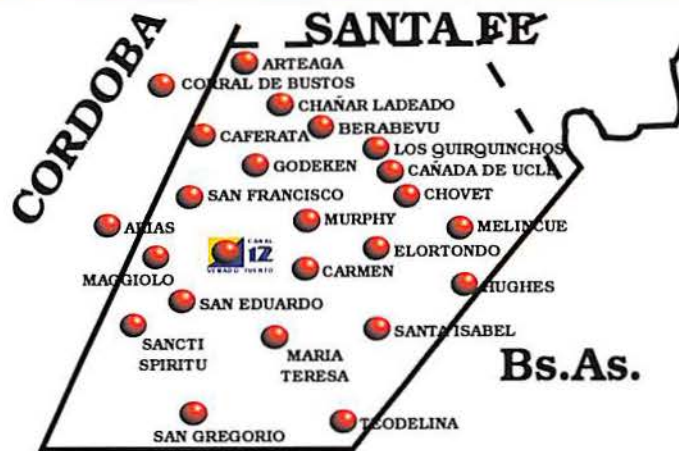 SANTA FE
CORDOBA
ARTEAGA
CORRAL DE BUSTOS
CHAÑAR LADEADO
CAFERATA
BERABEVU
LOS QUIRQUINCHOS
GODEKEN
CAÑADA DE UCLE
SAN FRANCISCO
CHOVET
MURPHY
ARIAS
MELINCUE
CANAL
12
VENADO TUERTO
ELORTONDO
MAGGIOLO
CARMEN
HUGHES
SAN EDUARDO
SANCTI
SPIRITU
SANTA ISABEL
MARIA
TERESA
Bs.As.
SAN GREGORIO
TEODELINA